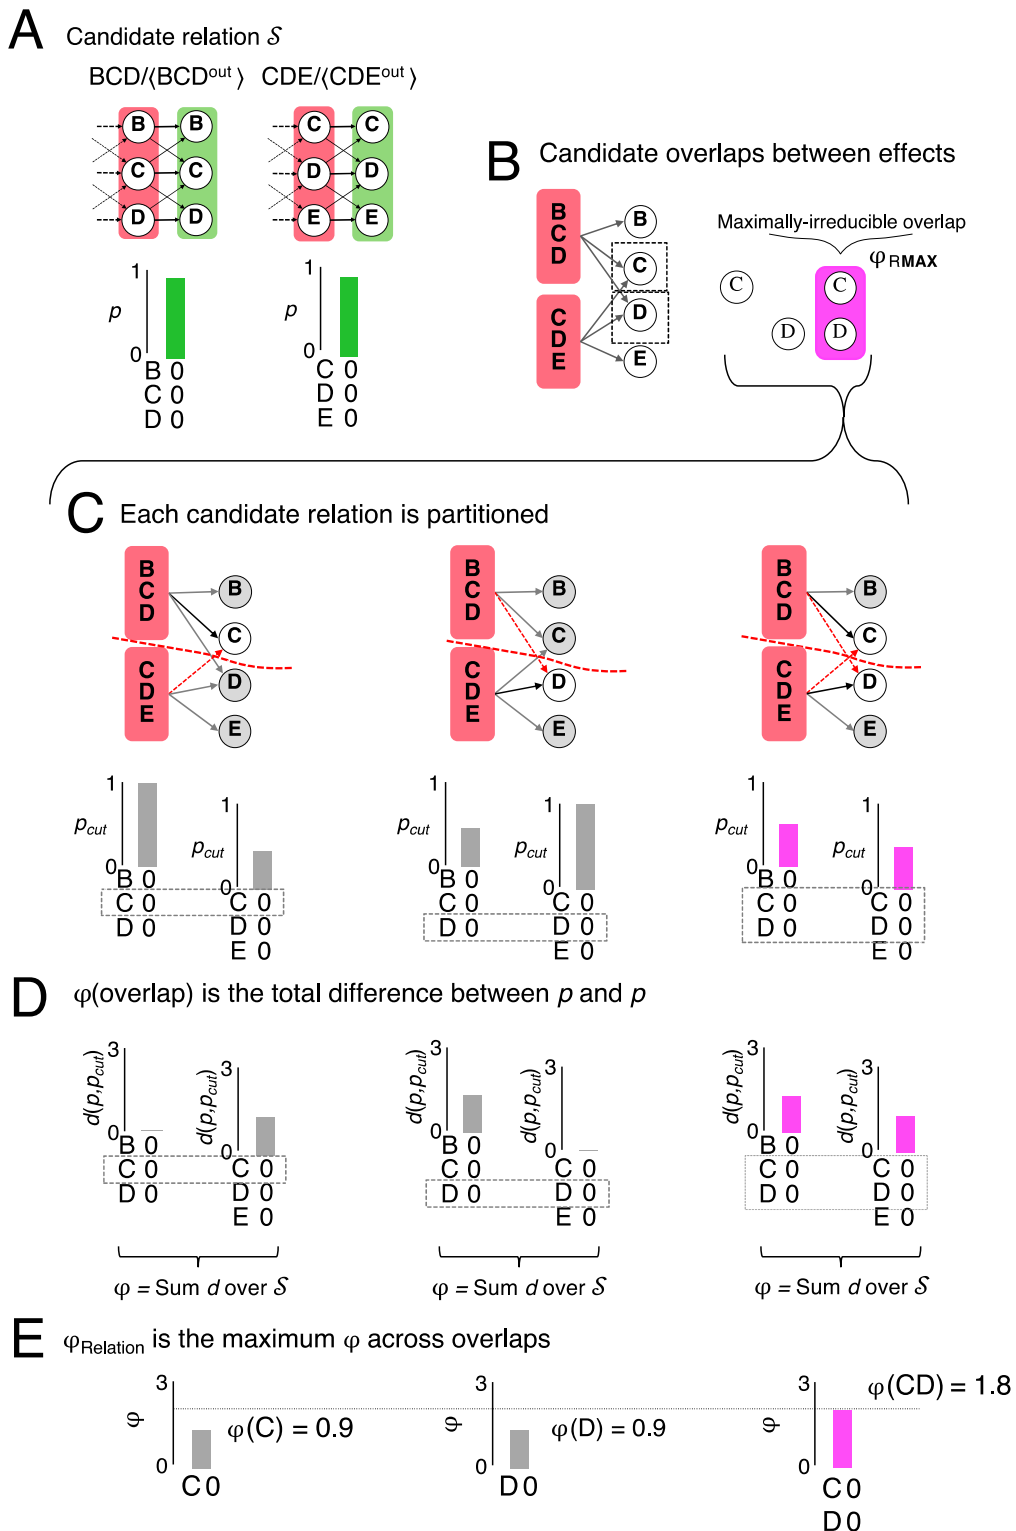 A Candidate relation 𝒮
BCD/⟨BCD^out⟩ CDE/⟨CDE^out⟩
B B C C
C C D D
D D E E
1 1
p p
0 0
B 0 C 0
C 0 D 0
D 0 E 0
B Candidate overlaps between effects
B
C
D
C
D
E
B
C
D
E
Maximally-irreducible overlap
φ RMAX
C C
D D
C Each candidate relation is partitioned
B B B
C C C
D D D
C C C
D D D
E E E
B B B
C C C
D D D
E E E
1 1 1 1 1 1
p_cut p_cut p_cut p_cut p_cut p_cut
0 0 0 0 0 0
B 0 B 0 B 0
C 0 C 0 C 0 C 0 C 0 C 0
D 0 D 0 D 0 D 0 D 0 D 0
E 0 E 0 E 0
D φ(overlap) is the total difference between p and p
3 3 3 3 3 3
d(p,p_cut) d(p,p_cut) d(p,p_cut) d(p,p_cut) d(p,p_cut) d(p,p_cut)
0 0 0 0 0 0
B 0 B 0 B 0
C 0 C 0 C 0 C 0 C 0 C 0
D 0 D 0 D 0 D 0 D 0 D 0
E 0 E 0 E 0
φ = Sum d over 𝒮 φ = Sum d over 𝒮 φ = Sum d over 𝒮
E φ_Relation is the maximum φ across overlaps
3 3 3 φ(CD) = 1.8
φ φ(C) = 0.9 φ φ(D) = 0.9 φ
0 0 0
C 0 D 0 C 0
D 0